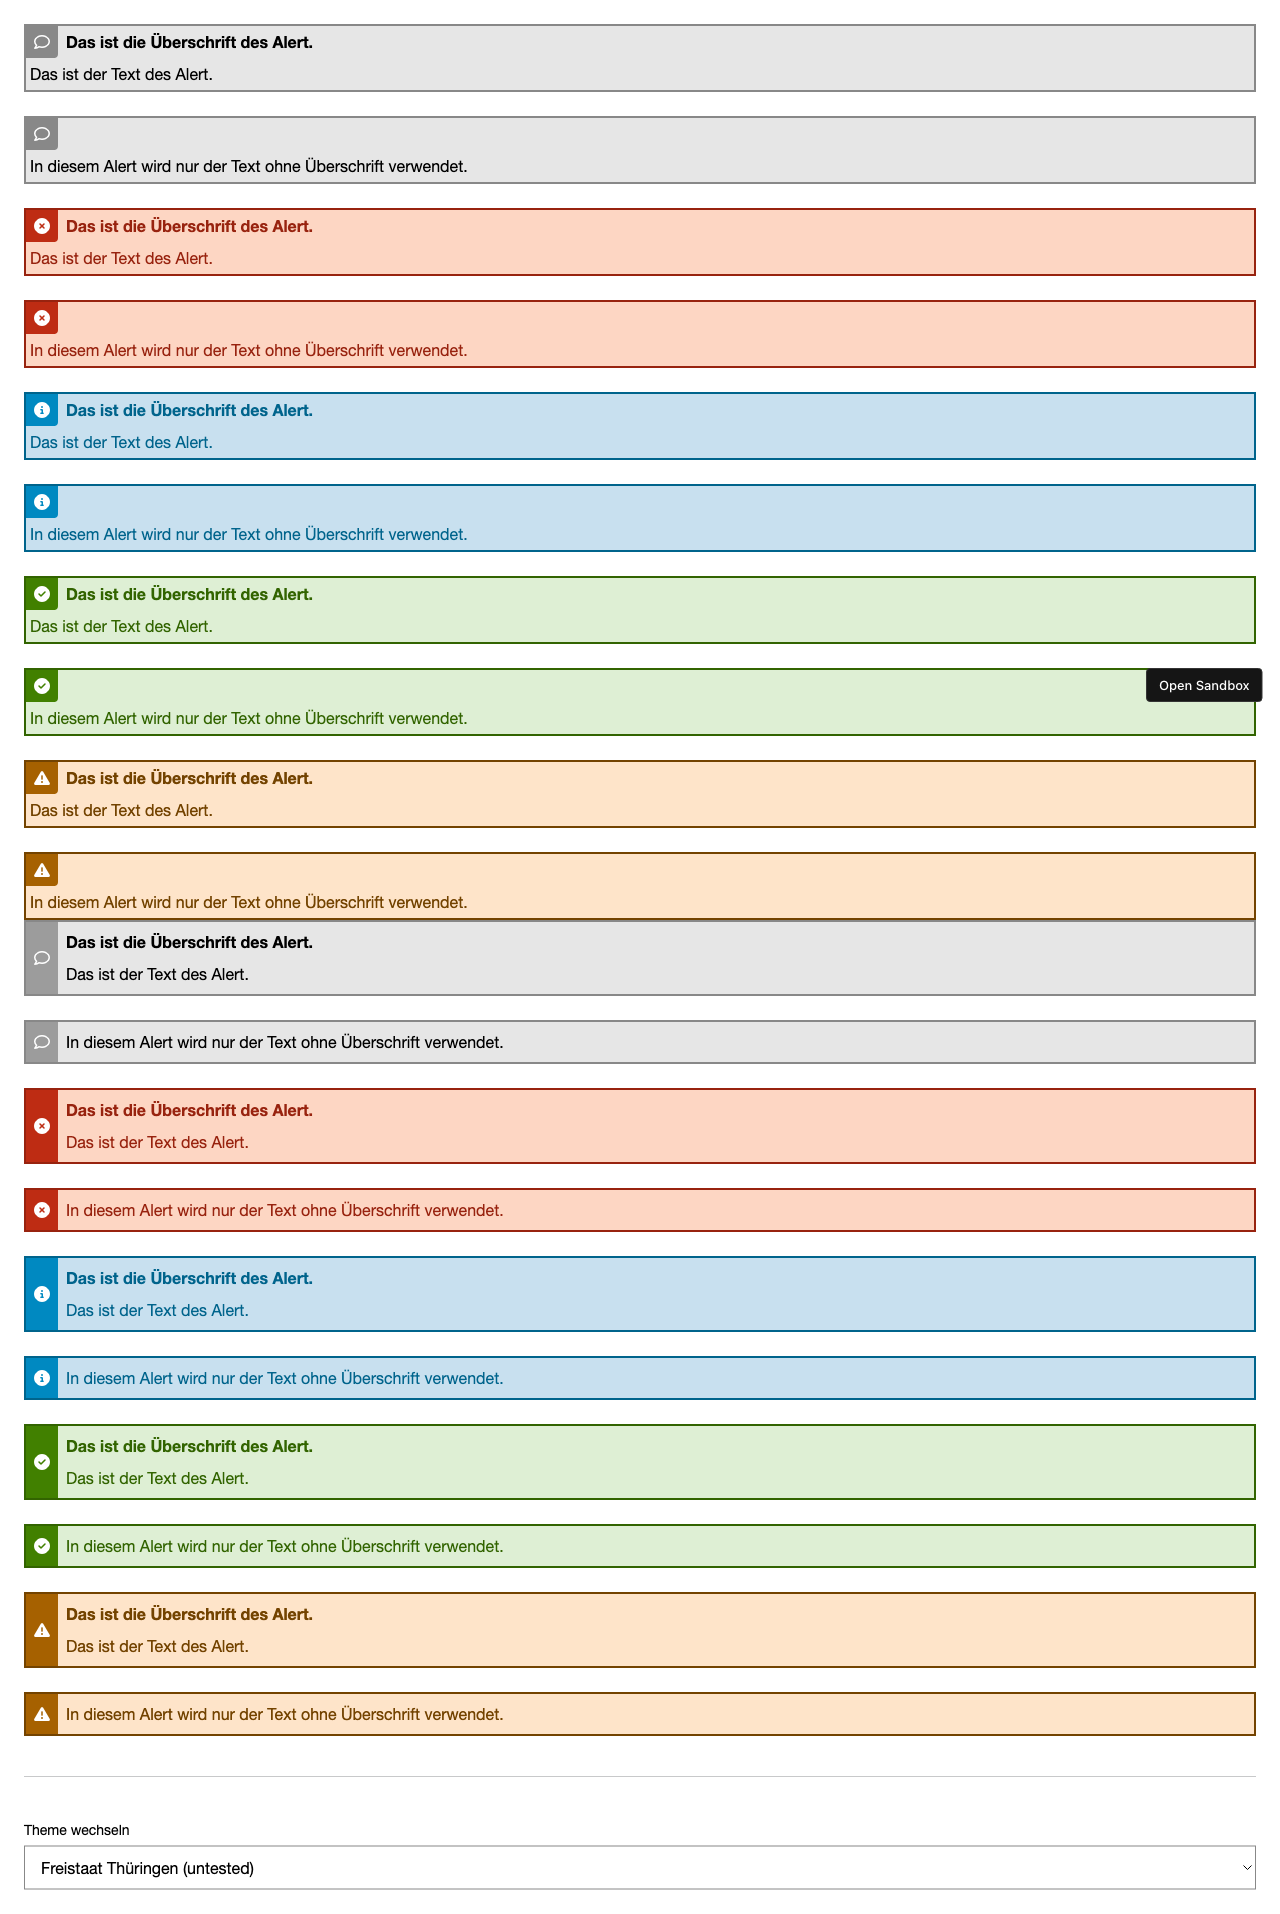 Das ist die Überschrift des Alert.
Das ist der Text des Alert.
In diesem Alert wird nur der Text ohne Überschrift verwendet.
Das ist die Überschrift des Alert.
Das ist der Text des Alert.
In diesem Alert wird nur der Text ohne Überschrift verwendet.
Das ist die Überschrift des Alert.
Das ist der Text des Alert.
In diesem Alert wird nur der Text ohne Überschrift verwendet.
Das ist die Überschrift des Alert.
Das ist der Text des Alert.
Open Sandbox
In diesem Alert wird nur der Text ohne Überschrift verwendet.
Das ist die Überschrift des Alert.
Das ist der Text des Alert.
In diesem Alert wird nur der Text ohne Überschrift verwendet.
Das ist die Überschrift des Alert.
Das ist der Text des Alert.
In diesem Alert wird nur der Text ohne Überschrift verwendet.
Das ist die Überschrift des Alert.
Das ist der Text des Alert.
In diesem Alert wird nur der Text ohne Überschrift verwendet.
Das ist die Überschrift des Alert.
Das ist der Text des Alert.
In diesem Alert wird nur der Text ohne Überschrift verwendet.
Das ist die Überschrift des Alert.
Das ist der Text des Alert.
In diesem Alert wird nur der Text ohne Überschrift verwendet.
Das ist die Überschrift des Alert.
Das ist der Text des Alert.
In diesem Alert wird nur der Text ohne Überschrift verwendet.
Theme wechseln
Freistaat Thüringen (untested)